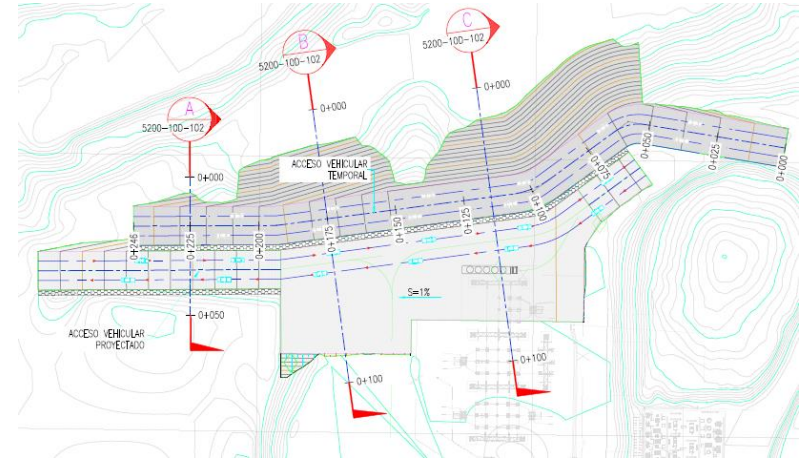 C
5200-10D-102
B
5200-10D-102
0+000
0+000
A
5200-10D-102
0+000
ACCESO VEHICULAR
TEMPORAL
0+246
0+225
0+200
0+175
0+150
0+125
0+100
0+075
0+050
0+025
0+000
S=1%
ACCESO VEHICULAR
PROYECTADO
0+050
0+100
0+100